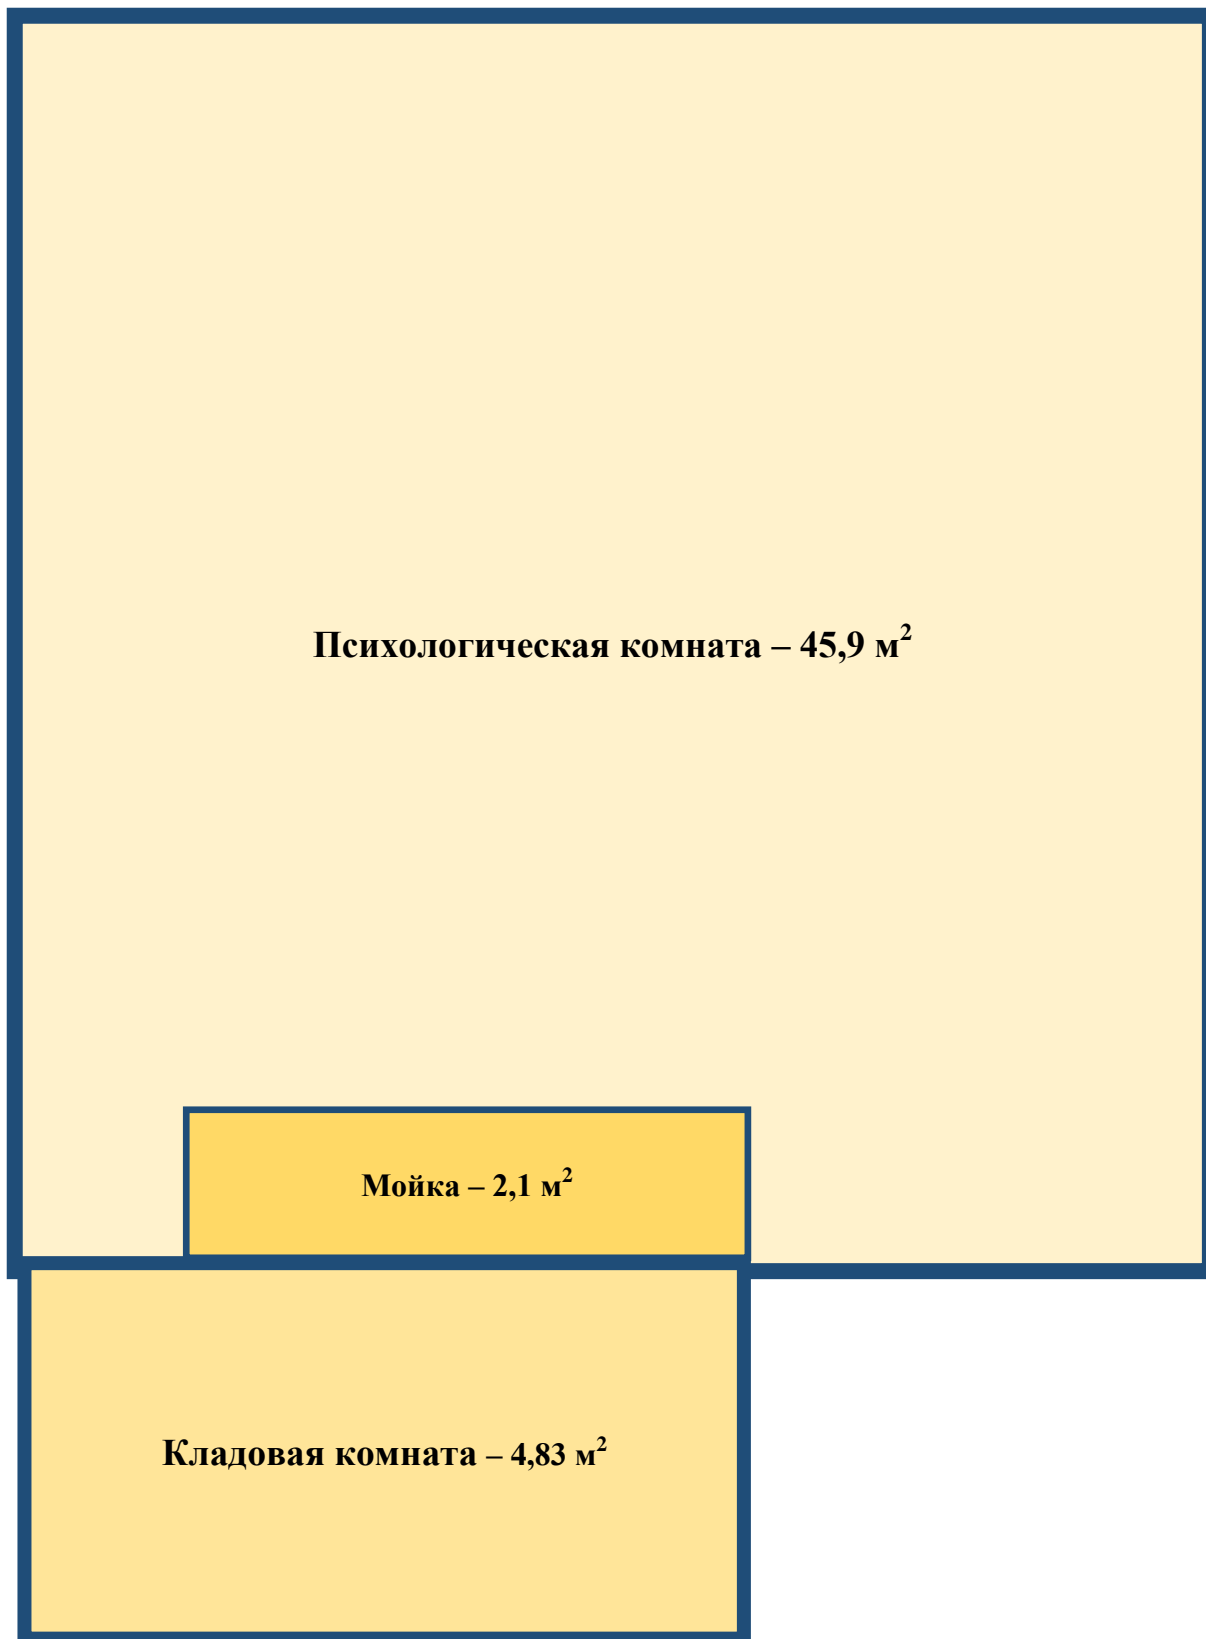 Психологическая комната – 45,9 м²
Мойка – 2,1 м²
Кладовая комната – 4,83 м²